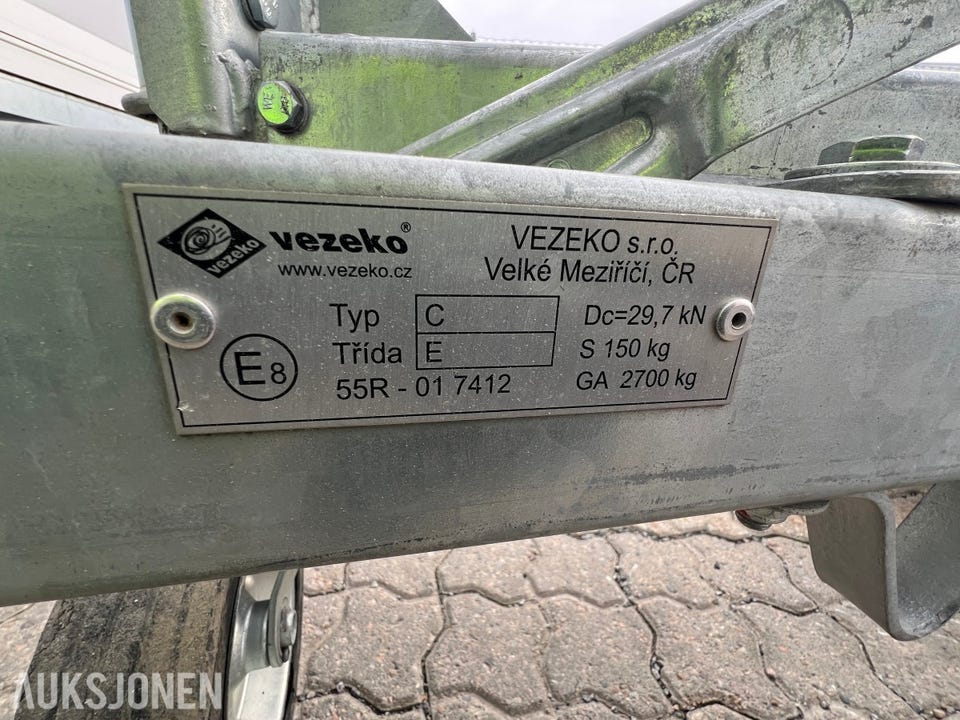 vezeko
vezeko®
www.vezeko.cz
VEZEKO s.r.o.
Velké Meziříčí, ČR
Typ C
Dc=29,7 kN
Třída E
S 150 kg
E8
55R - 01 7412
GA 2700 kg
AUKSJONEN